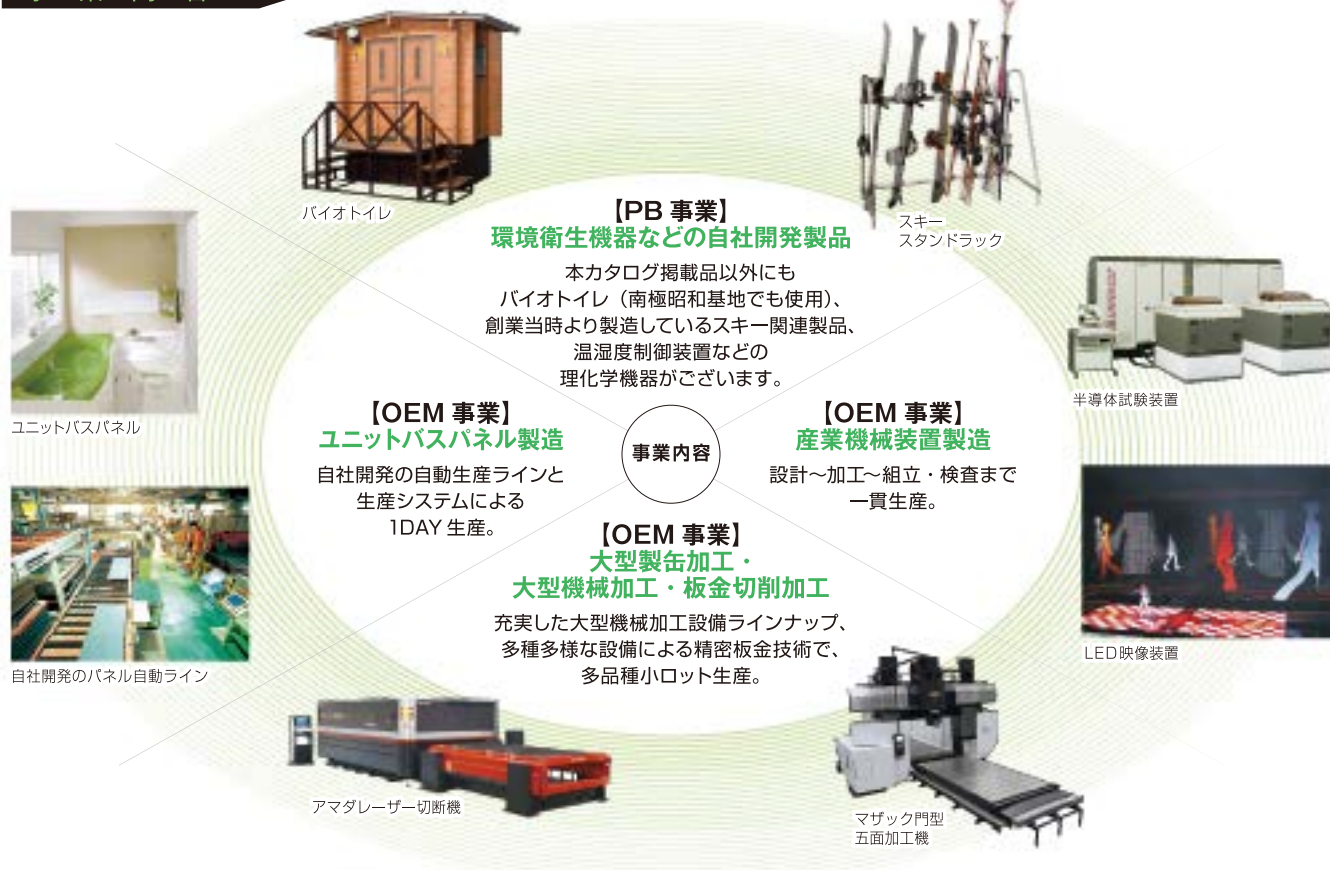 バイオトイレ
スキー
スタンドラック
【PB 事業】
環境衛生機器などの自社開発製品
本カタログ掲載品以外にも
バイオトイレ（南極昭和基地でも使用）、
創業当時より製造しているスキー関連製品、
温湿度制御装置などの
理化学機器がございます。
ユニットバスパネル
半導体試験装置
【OEM 事業】
ユニットバスパネル製造
自社開発の自動生産ラインと
生産システムによる
1DAY 生産。
事業内容
【OEM 事業】
産業機械装置製造
設計〜加工〜組立・検査まで
一貫生産。
【OEM 事業】
大型製缶加工・
大型機械加工・板金切削加工
充実した大型機械加工設備ラインナップ、
多種多様な設備による精密板金技術で、
多品種小ロット生産。
自社開発のパネル自動ライン
LED映像装置
アマダレーザー切断機
マザック門型
五面加工機